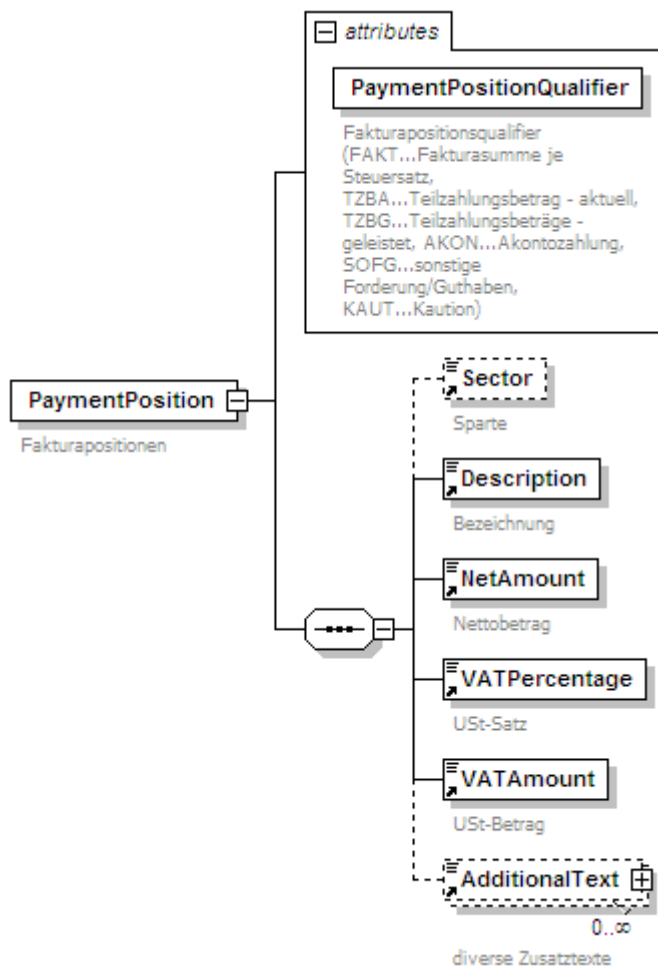 attributes
PaymentPositionQualifier
Fakturapositionsqualifier
(FAKT...Fakturasumme je
Steuersatz,
TZBA...Teilzahlungsbetrag - aktuell,
TZBG...Teilzahlungsbeträge -
geleistet, AKON...Akontozahlung,
SOFG...sonstige
Forderung/Guthaben,
KAUT...Kaution)
PaymentPosition
Fakturapositionen
Sector
Sparte
Description
Bezeichnung
NetAmount
Nettobetrag
VATPercentage
USt-Satz
VATAmount
USt-Betrag
AdditionalText
0..∞
diverse Zusatztexte